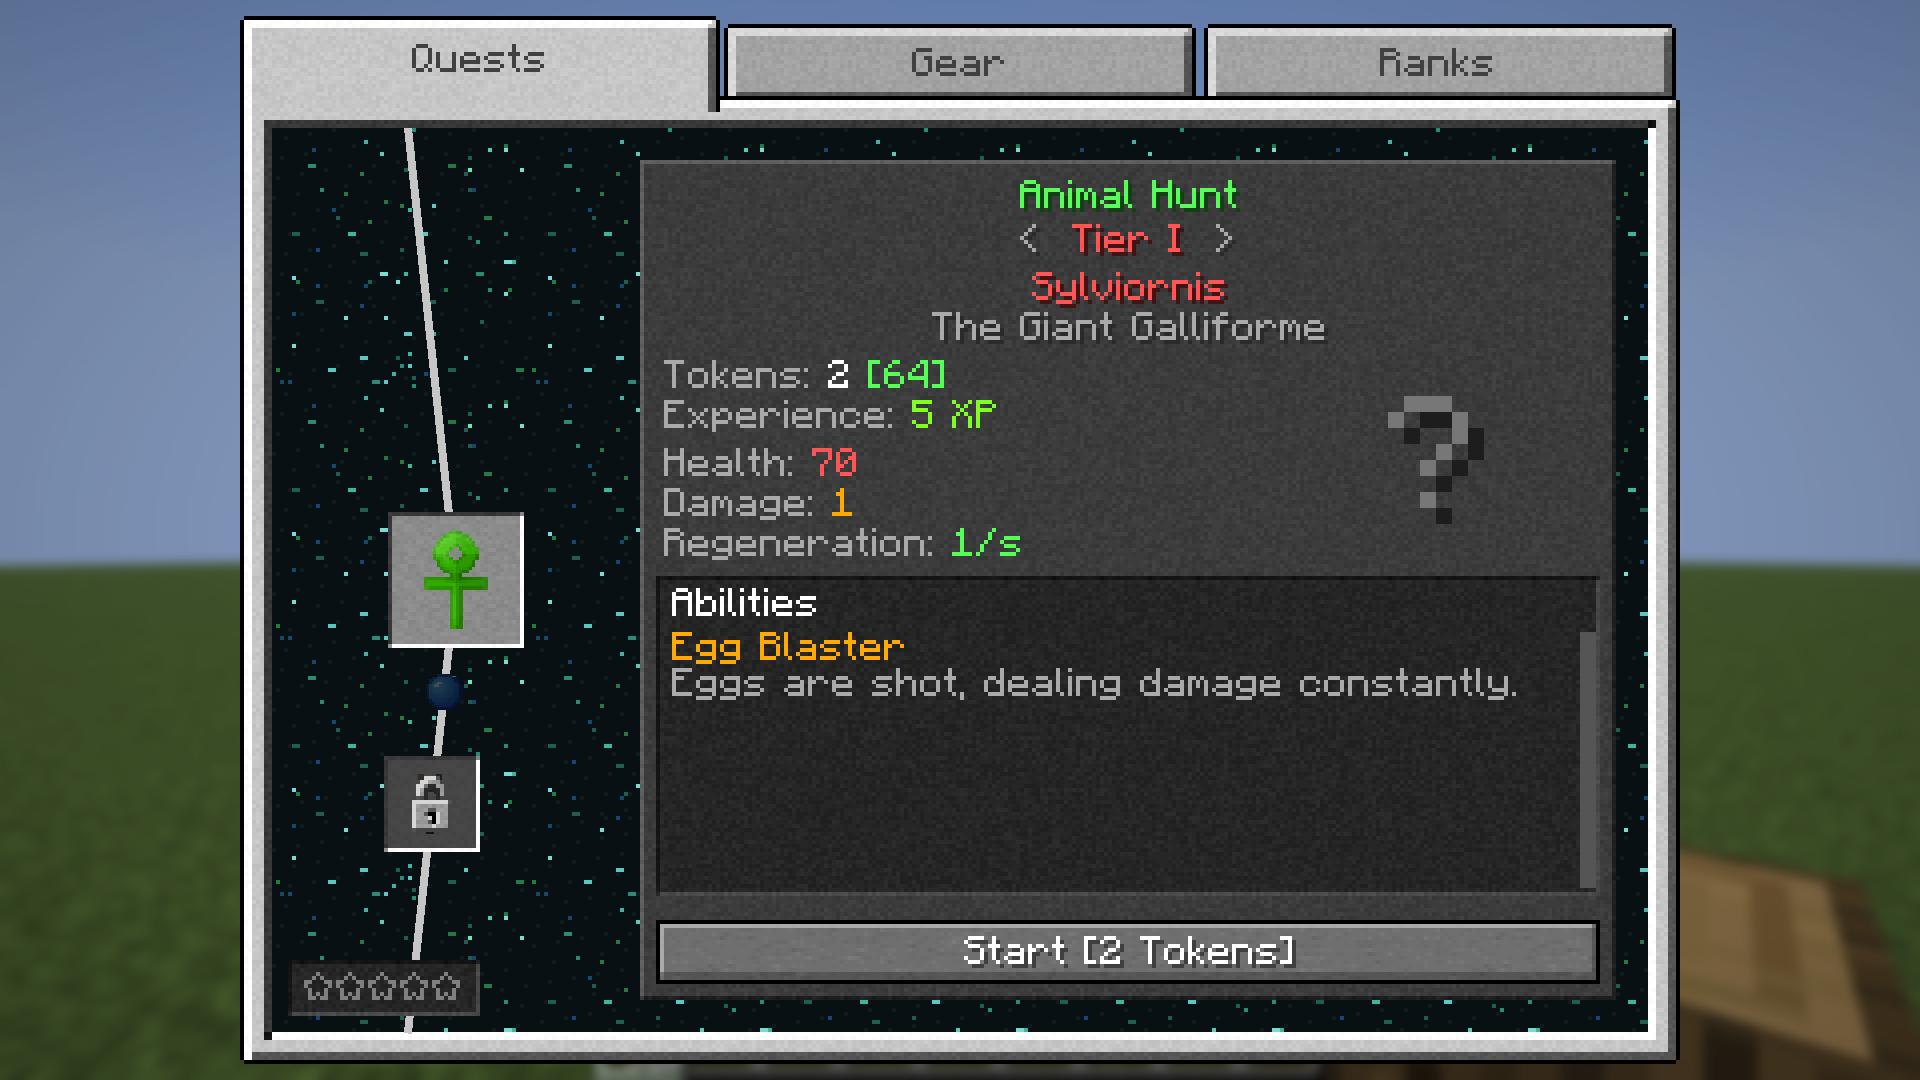 Quests
Gear
Ranks
Animal Hunt
< Tier I >
Sylviornis
The Giant Galliforme
Tokens: 2 [64]
Experience: 5 XP
Health: 70
Damage: 1
Regeneration: 1/s
Abilities
Egg Blaster
Eggs are shot, dealing damage constantly.
Start [2 Tokens]